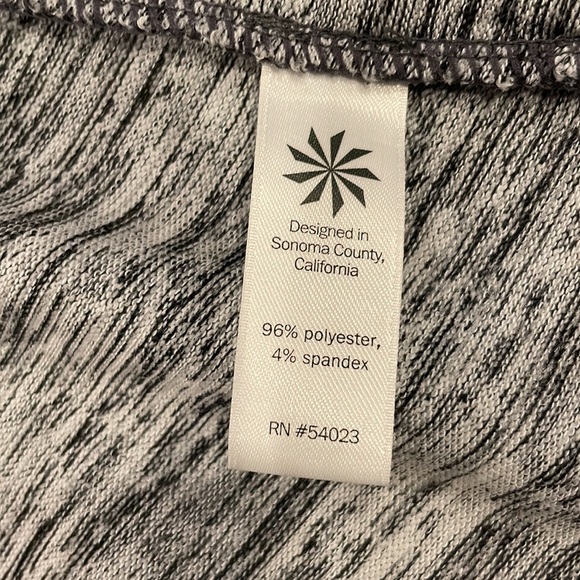 Designed in
Sonoma County,
California
96% polyester,
4% spandex
RN #54023